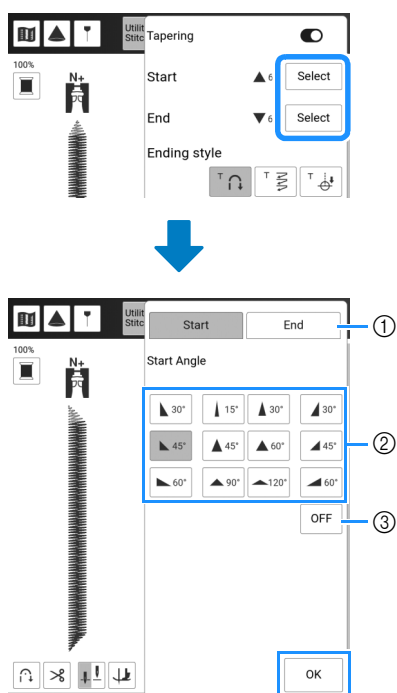 Utilit
Stitc
Tapering
100%
N+
Start
6
Select
End
6
Select
Ending style
T
T
T
Utilit
Stitc
Start
End
1
100%
N+
Start Angle
30°
15°
30°
30°
45°
45°
60°
45°
2
60°
90°
120°
60°
OFF
3
OK